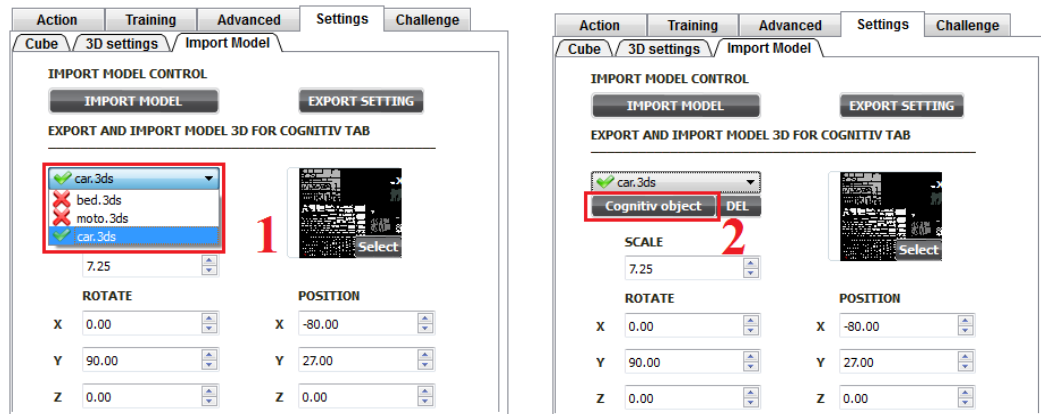 Action Training Advanced Settings Challenge
Cube 3D settings Import Model
IMPORT MODEL CONTROL
IMPORT MODEL EXPORT SETTING
EXPORT AND IMPORT MODEL 3D FOR COGNITIV TAB
car.3ds
bed.3ds
moto.3ds
car.3ds
1
Select
7.25
ROTATE POSITION
X 0.00 X -80.00
Y 90.00 Y 27.00
Z 0.00 Z 0.00
Action Training Advanced Settings Challenge
Cube 3D settings Import Model
IMPORT MODEL CONTROL
IMPORT MODEL EXPORT SETTING
EXPORT AND IMPORT MODEL 3D FOR COGNITIV TAB
car.3ds
Cognitiv object DEL
2
SCALE
Select
7.25
ROTATE POSITION
X 0.00 X -80.00
Y 90.00 Y 27.00
Z 0.00 Z 0.00